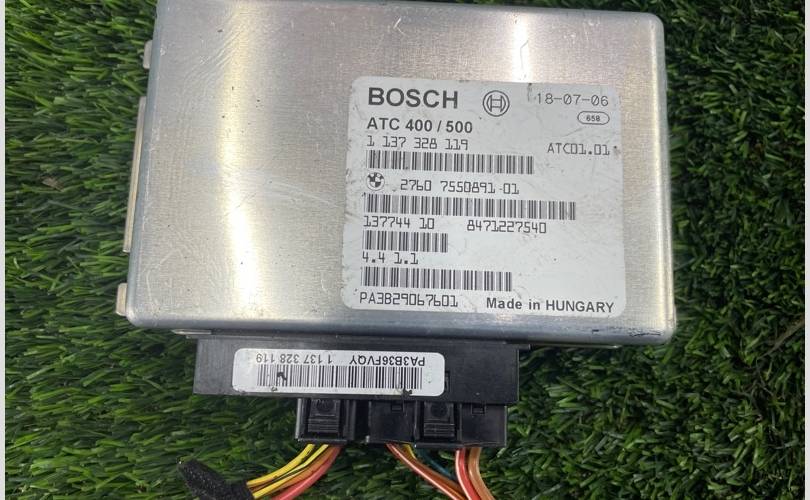 BOSCH 18-07-06
658
ATC 400 / 500
1 137 328 119 ATC01.01
2760 7550891-01
137744 10 8471227540
4.4 1.1
PA3B29067601 Made in HUNGARY
PA3B36FVQY 1 137 328 119